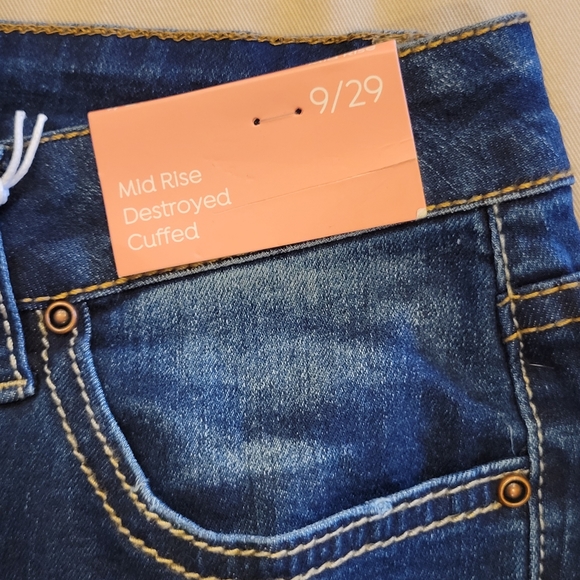 9/29
Mid Rise
Destroyed
Cuffed